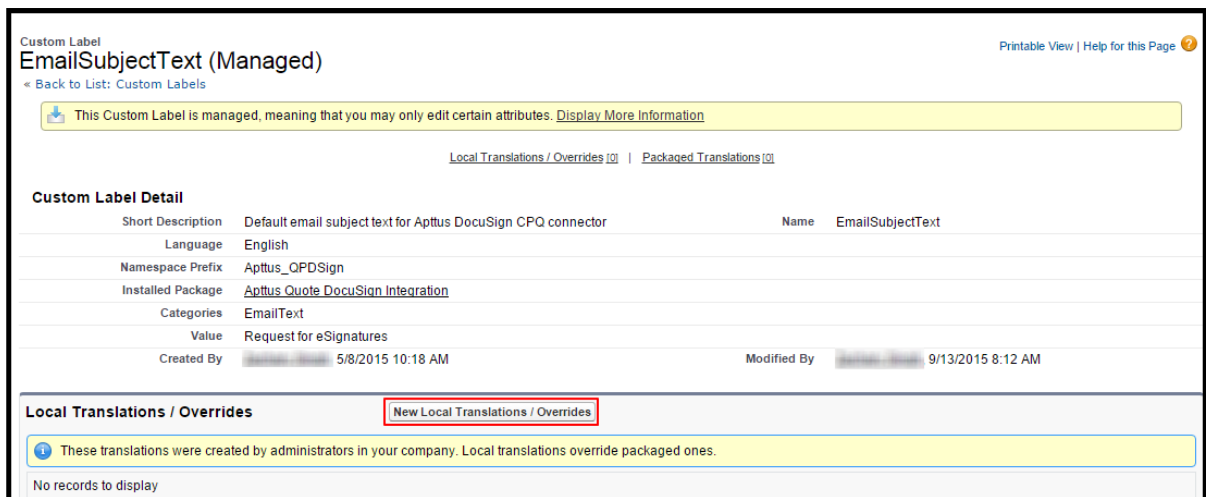 Custom Label
EmailSubjectText (Managed)
Printable View | Help for this Page ?
« Back to List: Custom Labels
This Custom Label is managed, meaning that you may only edit certain attributes. Display More Information
Local Translations / Overrides [0] | Packaged Translations [0]
Custom Label Detail
Short Description Default email subject text for Apttus DocuSign CPQ connector Name EmailSubjectText
Language English
Namespace Prefix Apttus_QPDSign
Installed Package Apttus Quote DocuSign Integration
Categories EmailText
Value Request for eSignatures
Created By 5/8/2015 10:18 AM Modified By 9/13/2015 8:12 AM
Local Translations / Overrides New Local Translations / Overrides
These translations were created by administrators in your company. Local translations override packaged ones.
No records to display